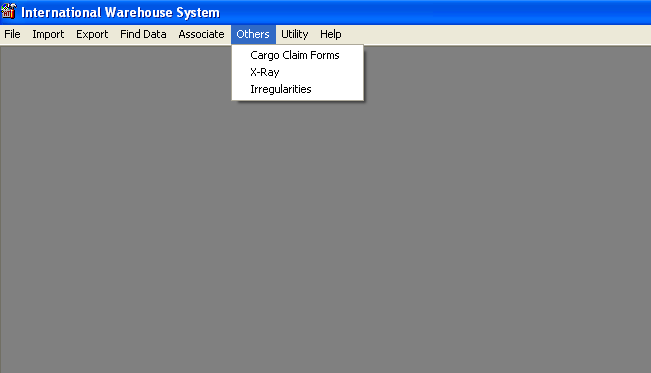 International Warehouse System
File Import Export Find Data Associate Others Utility Help
Cargo Claim Forms
X-Ray
Irregularities